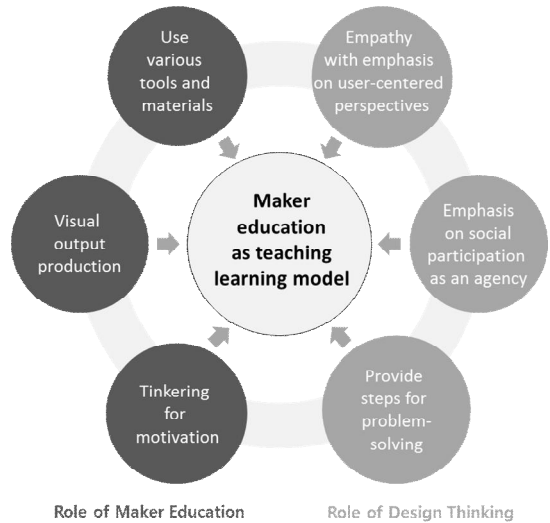 Use
various
tools and
materials
Empathy
with emphasis
on user-centered
perspectives
Visual
output
production
Maker
education
as teaching
learning model
Emphasis
on social
participation
as an agency
Tinkering
for
motivation
Provide
steps for
problem-
solving
Role of Maker Education
Role of Design Thinking